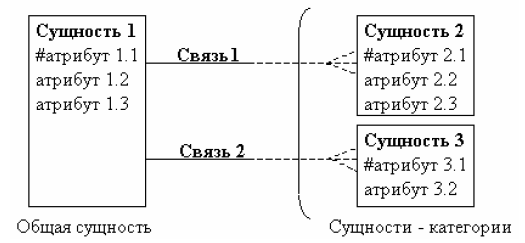 Сущность 1
#атрибут 1.1
атрибут 1.2
атрибут 1.3
Связь1
Связь 2
Сущность 2
#атрибут 2.1
атрибут 2.2
атрибут 2.3
Сущность 3
#атрибут 3.1
атрибут 3.2
Общая сущность
Сущности - категории